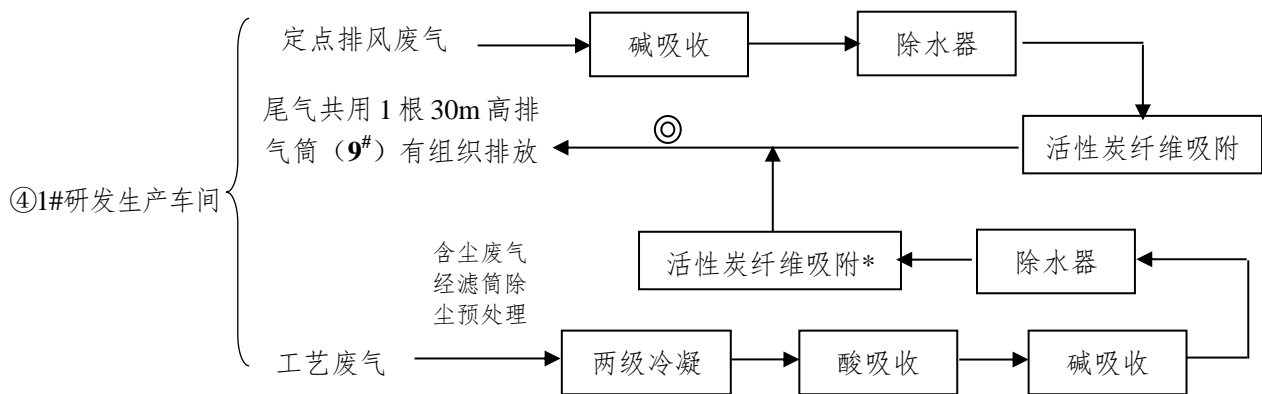 定点排风废气
碱吸收
除水器
尾气共用 1 根 30m 高排
气筒（9#）有组织排放
◎
活性炭纤维吸附
④1#研发生产车间
含尘废气
经滤筒除
尘预处理
活性炭纤维吸附*
除水器
工艺废气
两级冷凝
酸吸收
碱吸收